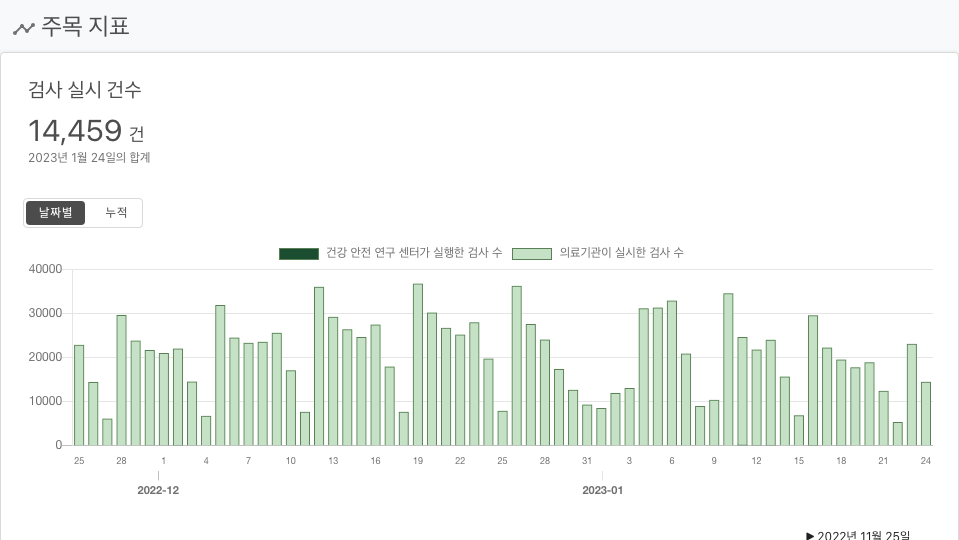 주목 지표
검사 실시 건수
14,459 건
2023년 1월 24일의 합계
날짜별 누적
건강 안전 연구 센터가 실행한 검사 수 의료기관이 실시한 검사 수
40000
30000
20000
10000
0
25 28 1 4 7 10 13 16 19 22 25 28 31 3 6 9 12 15 18 21 24
2022-12 2023-01
▶ 2022년 11월 25일